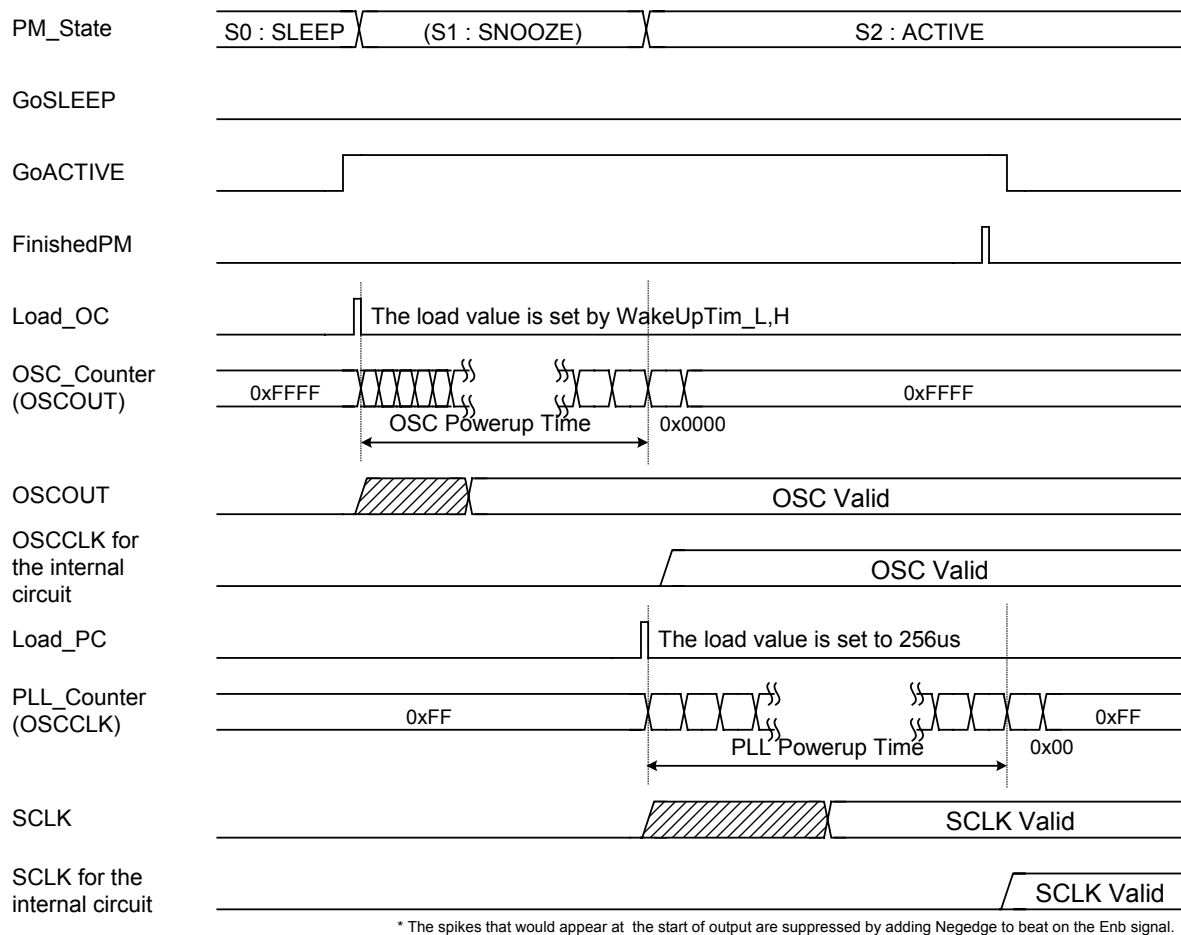 PM_State
S0 : SLEEP
(S1 : SNOOZE)
S2 : ACTIVE
GoSLEEP
GoACTIVE
FinishedPM
Load_OC
The load value is set by WakeUpTim_L,H
OSC_Counter
(OSCOUT)
0xFFFF
0xFFFF
OSC Powerup Time
0x0000
OSCOUT
OSC Valid
OSCCLK for
the internal
circuit
OSC Valid
Load_PC
The load value is set to 256us
PLL_Counter
(OSCCLK)
0xFF
0xFF
PLL Powerup Time
0x00
SCLK
SCLK Valid
SCLK for the
internal circuit
SCLK Valid
* The spikes that would appear at the start of output are suppressed by adding Negedge to beat on the Enb signal.